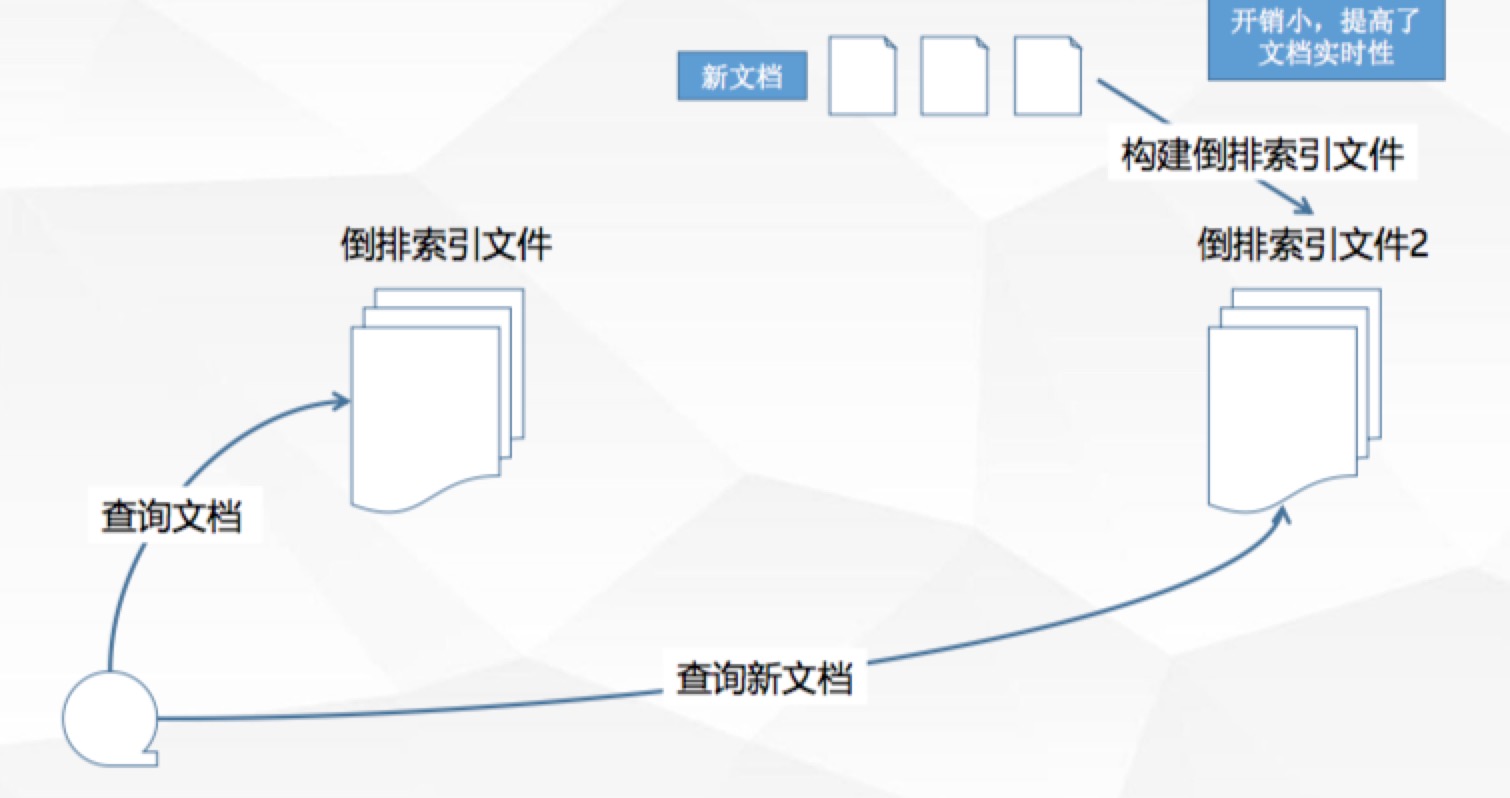 开销小，提高了
文档实时性
新文档
构建倒排索引文件
倒排索引文件
倒排索引文件2
查询文档
查询新文档